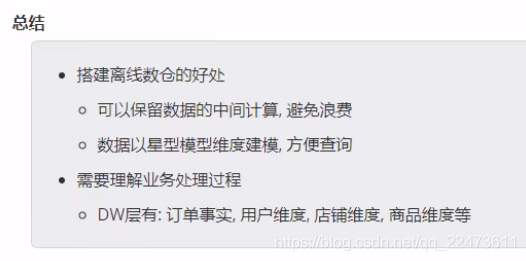 总结
搭建离线数仓的好处
可以保留数据的中间计算, 避免浪费
数据以星型模型维度建模, 方便查询
需要理解业务处理过程
DW层有: 订单事实, 用户维度, 店铺维度, 商品维度等
https://blog.csdn.net/qq_22473611